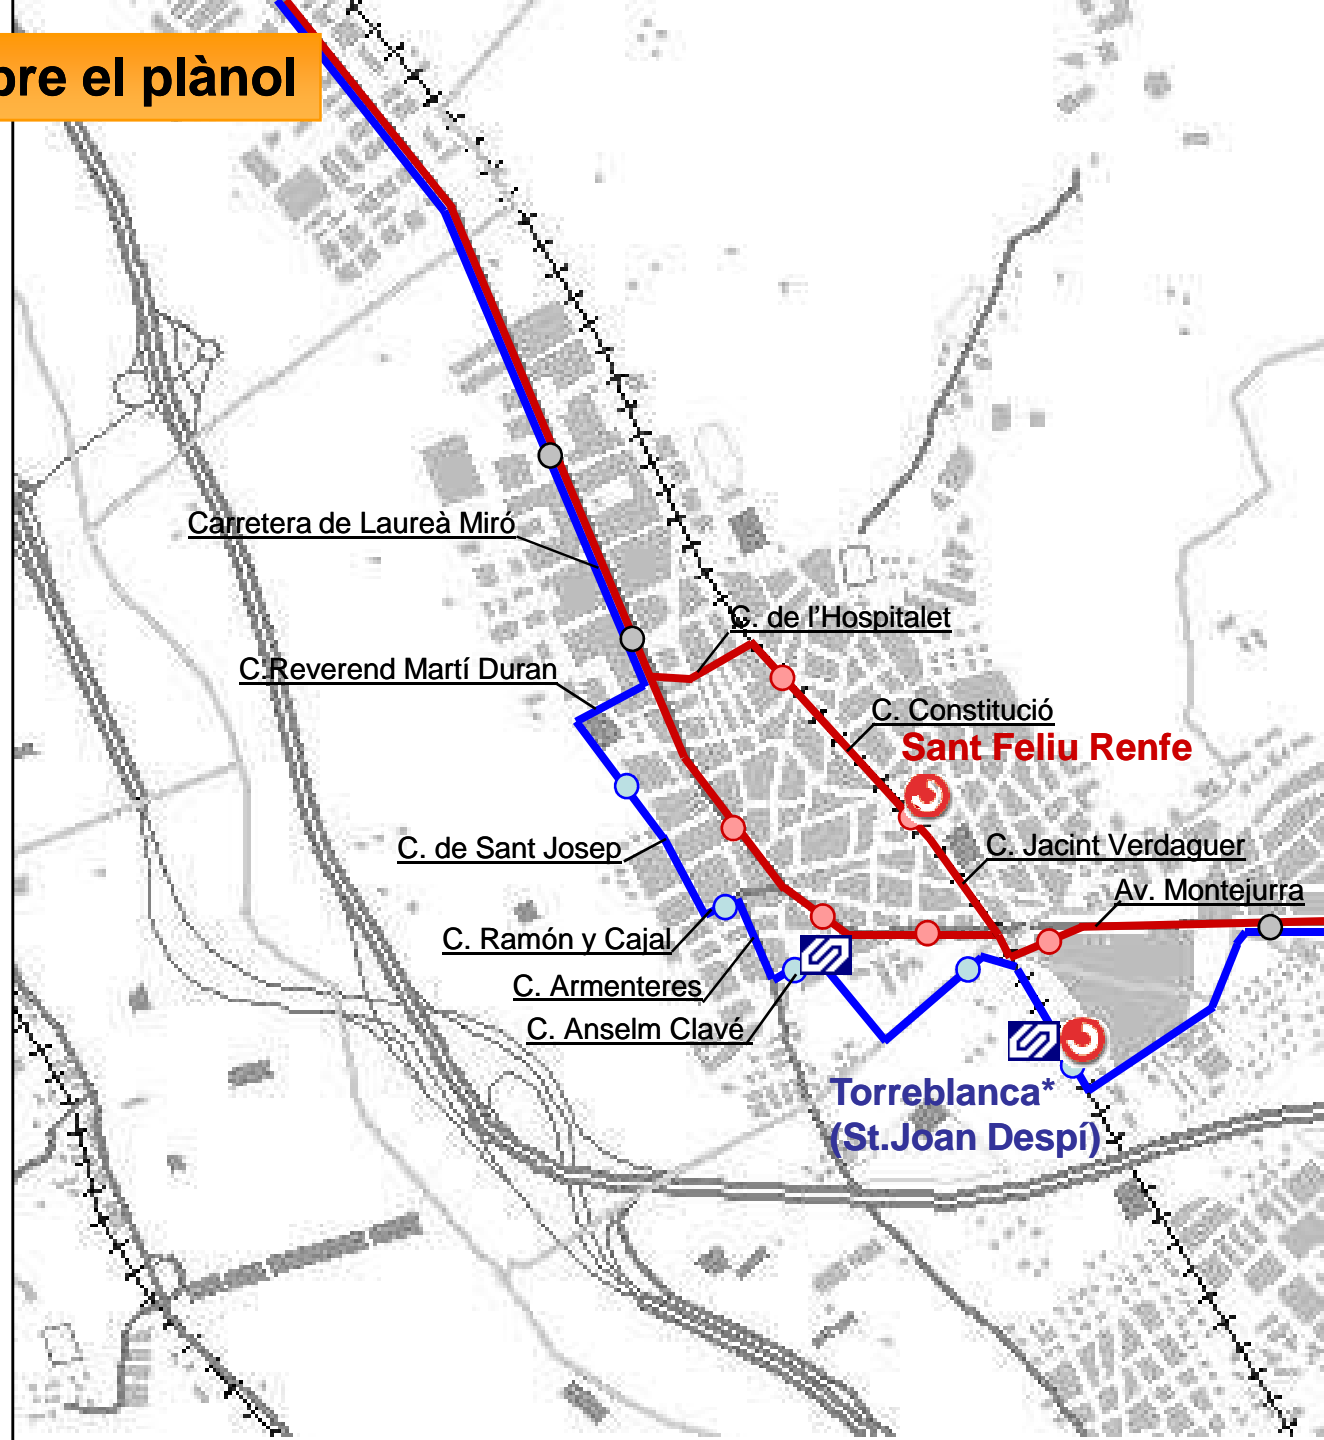 bre el plànol
Carretera de Laureà Miró
C. de l'Hospitalet
C.Reverend Martí Duran
C. Constitució
Sant Feliu Renfe
C. de Sant Josep
C. Jacint Verdaguer
Av. Montejurra
C. Ramón y Cajal
C. Armenteres
C. Anselm Clavé
Torreblanca*
(St.Joan Despí)